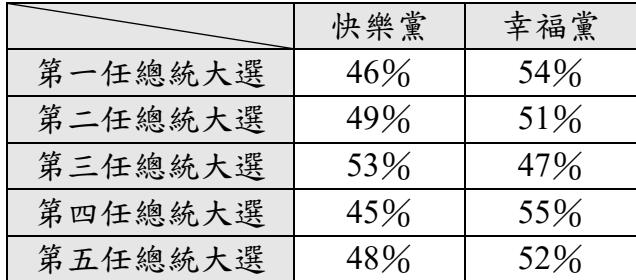 快樂黨 幸福黨
第一任總統大選 46% 54%
第二任總統大選 49% 51%
第三任總統大選 53% 47%
第四任總統大選 45% 55%
第五任總統大選 48% 52%